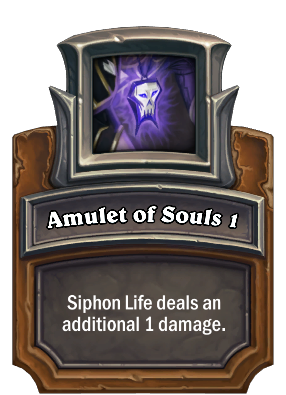 Amulet of Souls 1
Siphon Life deals an
additional 1 damage.